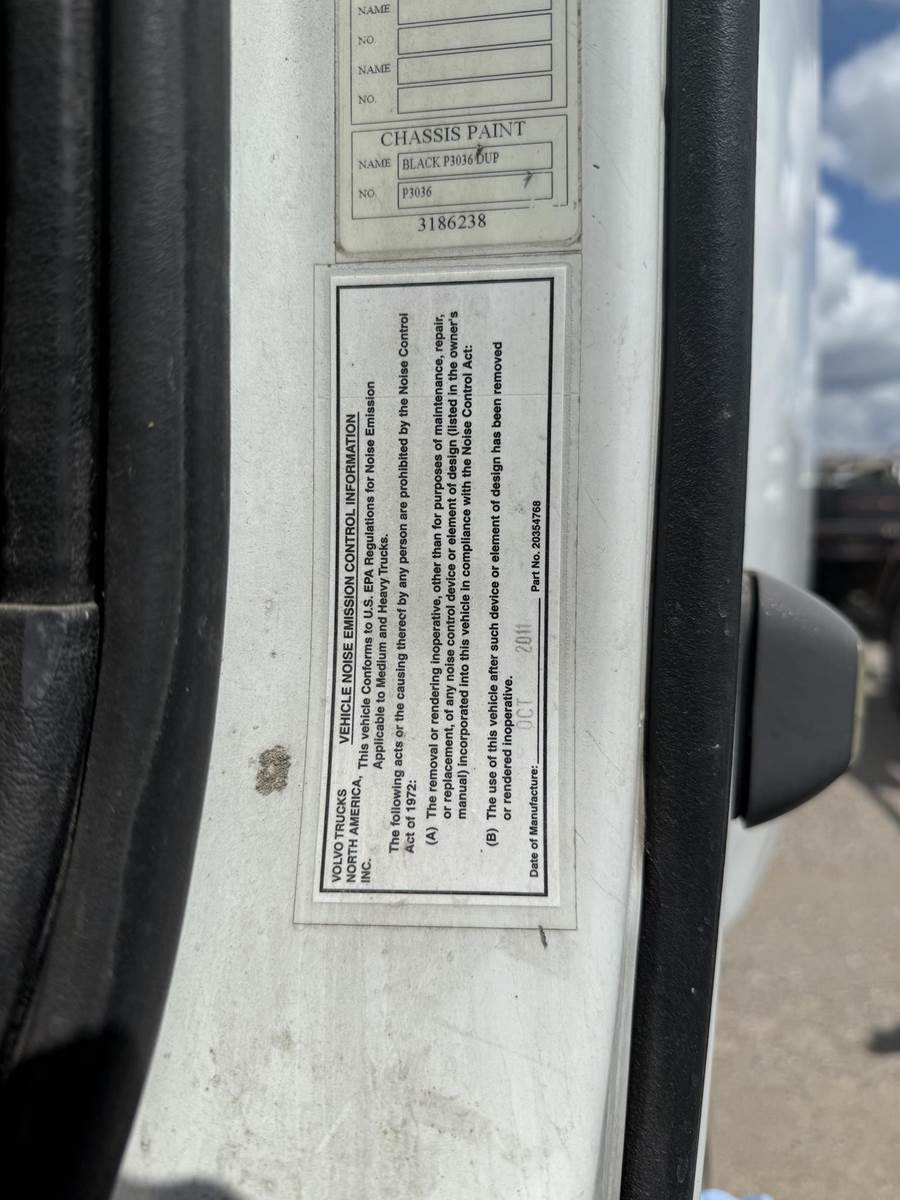 NAME
NO.
NAME
NO.
CHASSIS PAINT
NAME BLACK P3036 DUP
NO. P3036
3186238
VOLVO TRUCKS
NORTH AMERICA,
INC.
VEHICLE NOISE EMISSION CONTROL INFORMATION
This vehicle Conforms to U.S. EPA Regulations for Noise Emission
Applicable to Medium and Heavy Trucks.
The following acts or the causing thereof by any person are prohibited by the Noise Control
Act of 1972:
(A) The removal or rendering inoperative, other than for purposes of maintenance, repair,
or replacement, of any noise control device or element of design (listed in the owner's
manual) incorporated into this vehicle in compliance with the Noise Control Act:
(B) The use of this vehicle after such device or element of design has been removed
or rendered inoperative.
Date of Manufacture: OCT 2011 Part No. 20354768